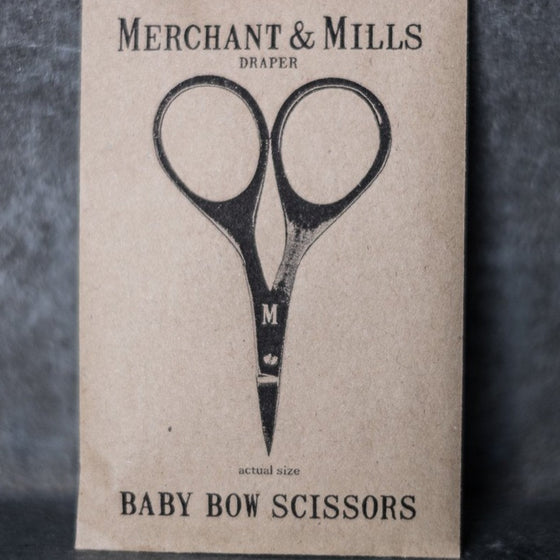 MERCHANT & MILLS
DRAPER
M
actual size
BABY BOW SCISSORS